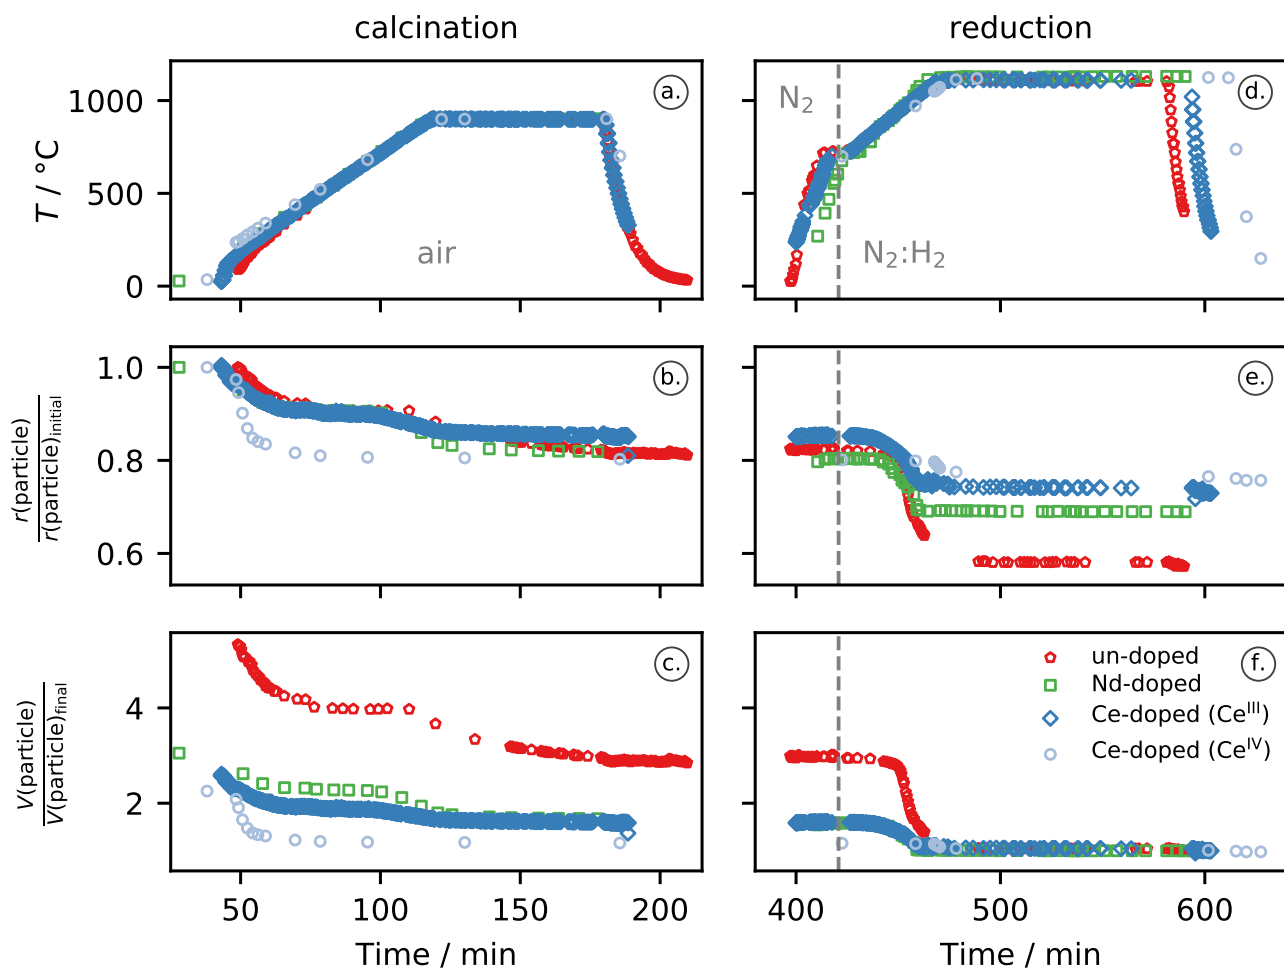 calcination
reduction
T / °C
1000
500
0
a.
air
d.
N₂
N₂:H₂
r(particle)
r(particle)initial
1.0
0.8
0.6
b.
e.
V(particle)
V(particle)final
4
2
c.
f.
un-doped
Nd-doped
Ce-doped (Ceᴵᴵᴵ)
Ce-doped (Ceᴵⱽ)
50 100 150 200
400 500 600
Time / min
Time / min